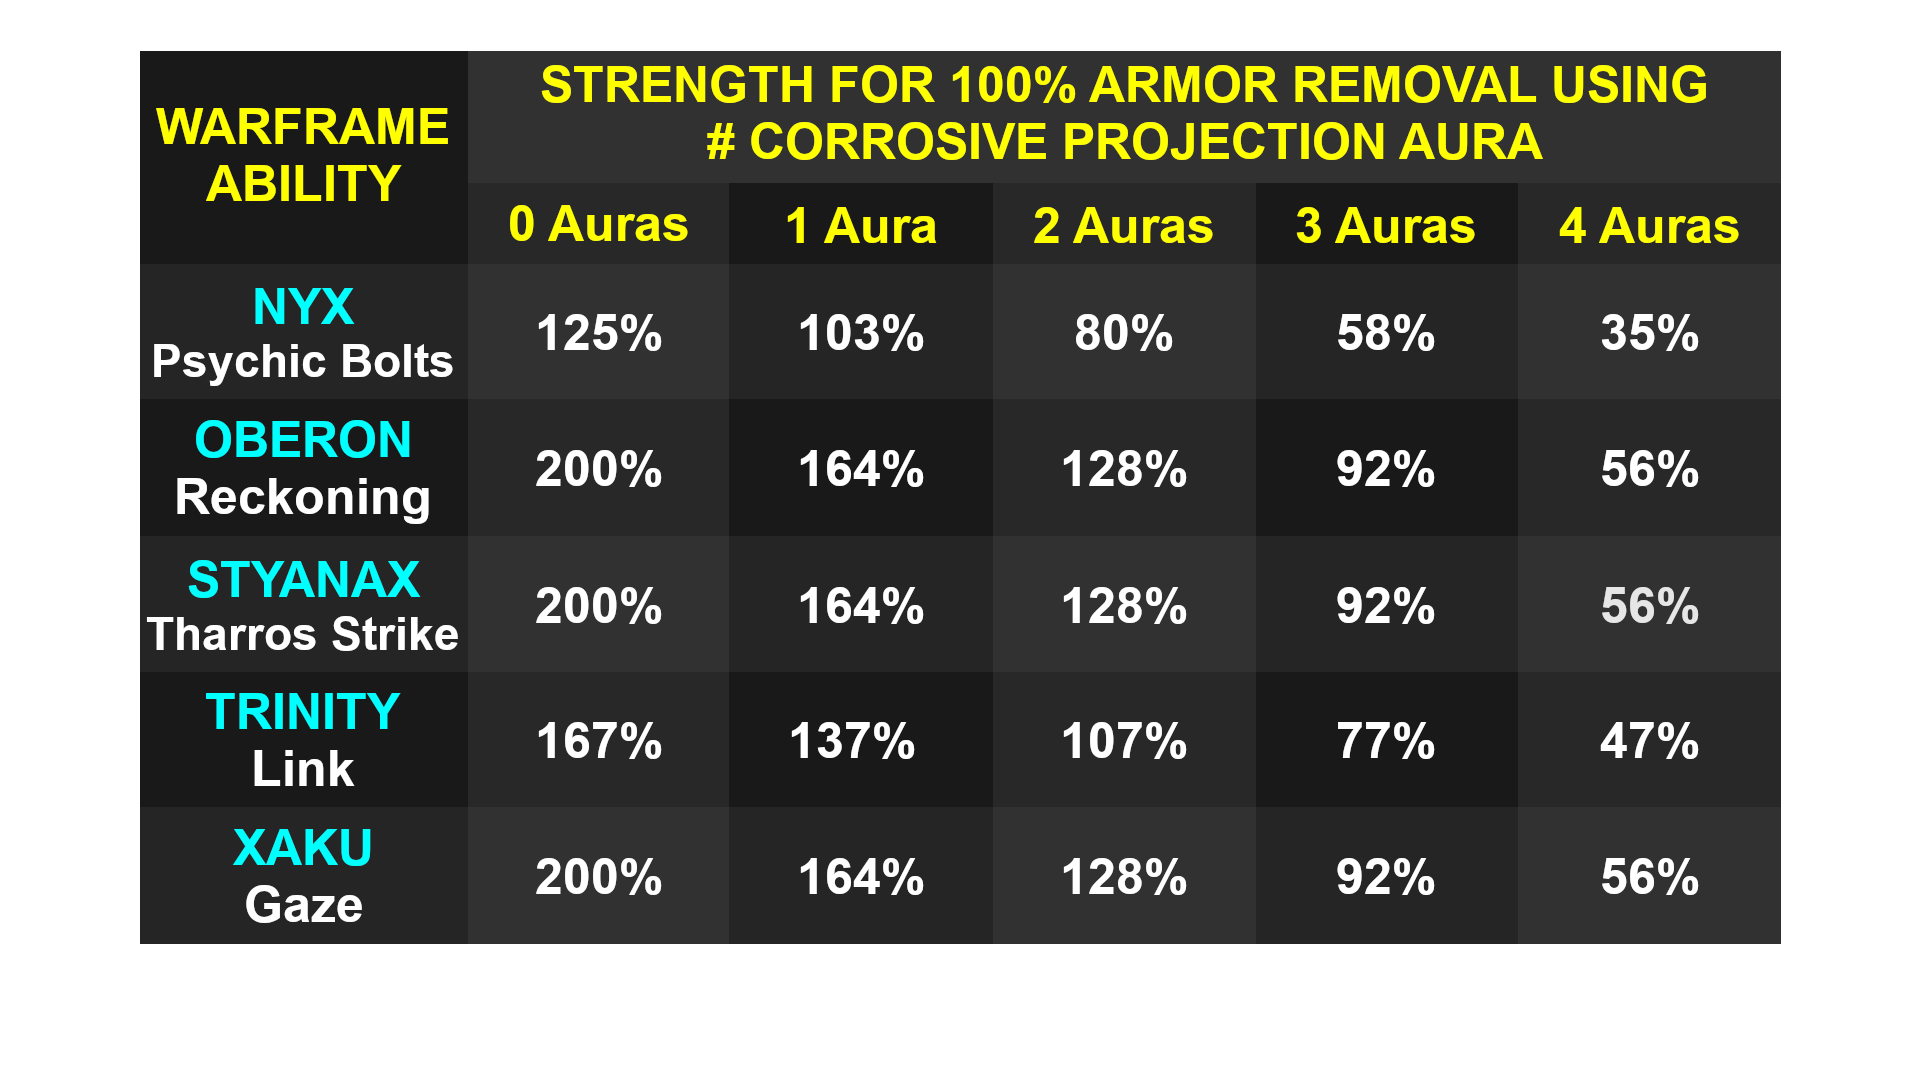 WARFRAME
ABILITY
STRENGTH FOR 100% ARMOR REMOVAL USING
# CORROSIVE PROJECTION AURA
0 Auras 1 Aura 2 Auras 3 Auras 4 Auras
NYX
Psychic Bolts
125% 103% 80% 58% 35%
OBERON
Reckoning
200% 164% 128% 92% 56%
STYANAX
Tharros Strike
200% 164% 128% 92% 56%
TRINITY
Link
167% 137% 107% 77% 47%
XAKU
Gaze
200% 164% 128% 92% 56%